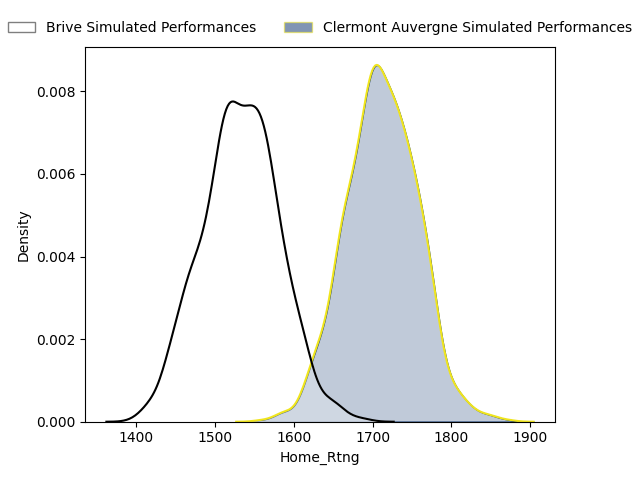 Brive Simulated Performances
Clermont Auvergne Simulated Performances
Density
0.008
0.006
0.004
0.002
0.000
1400 1500 1600 1700 1800 1900
Home_Rtng